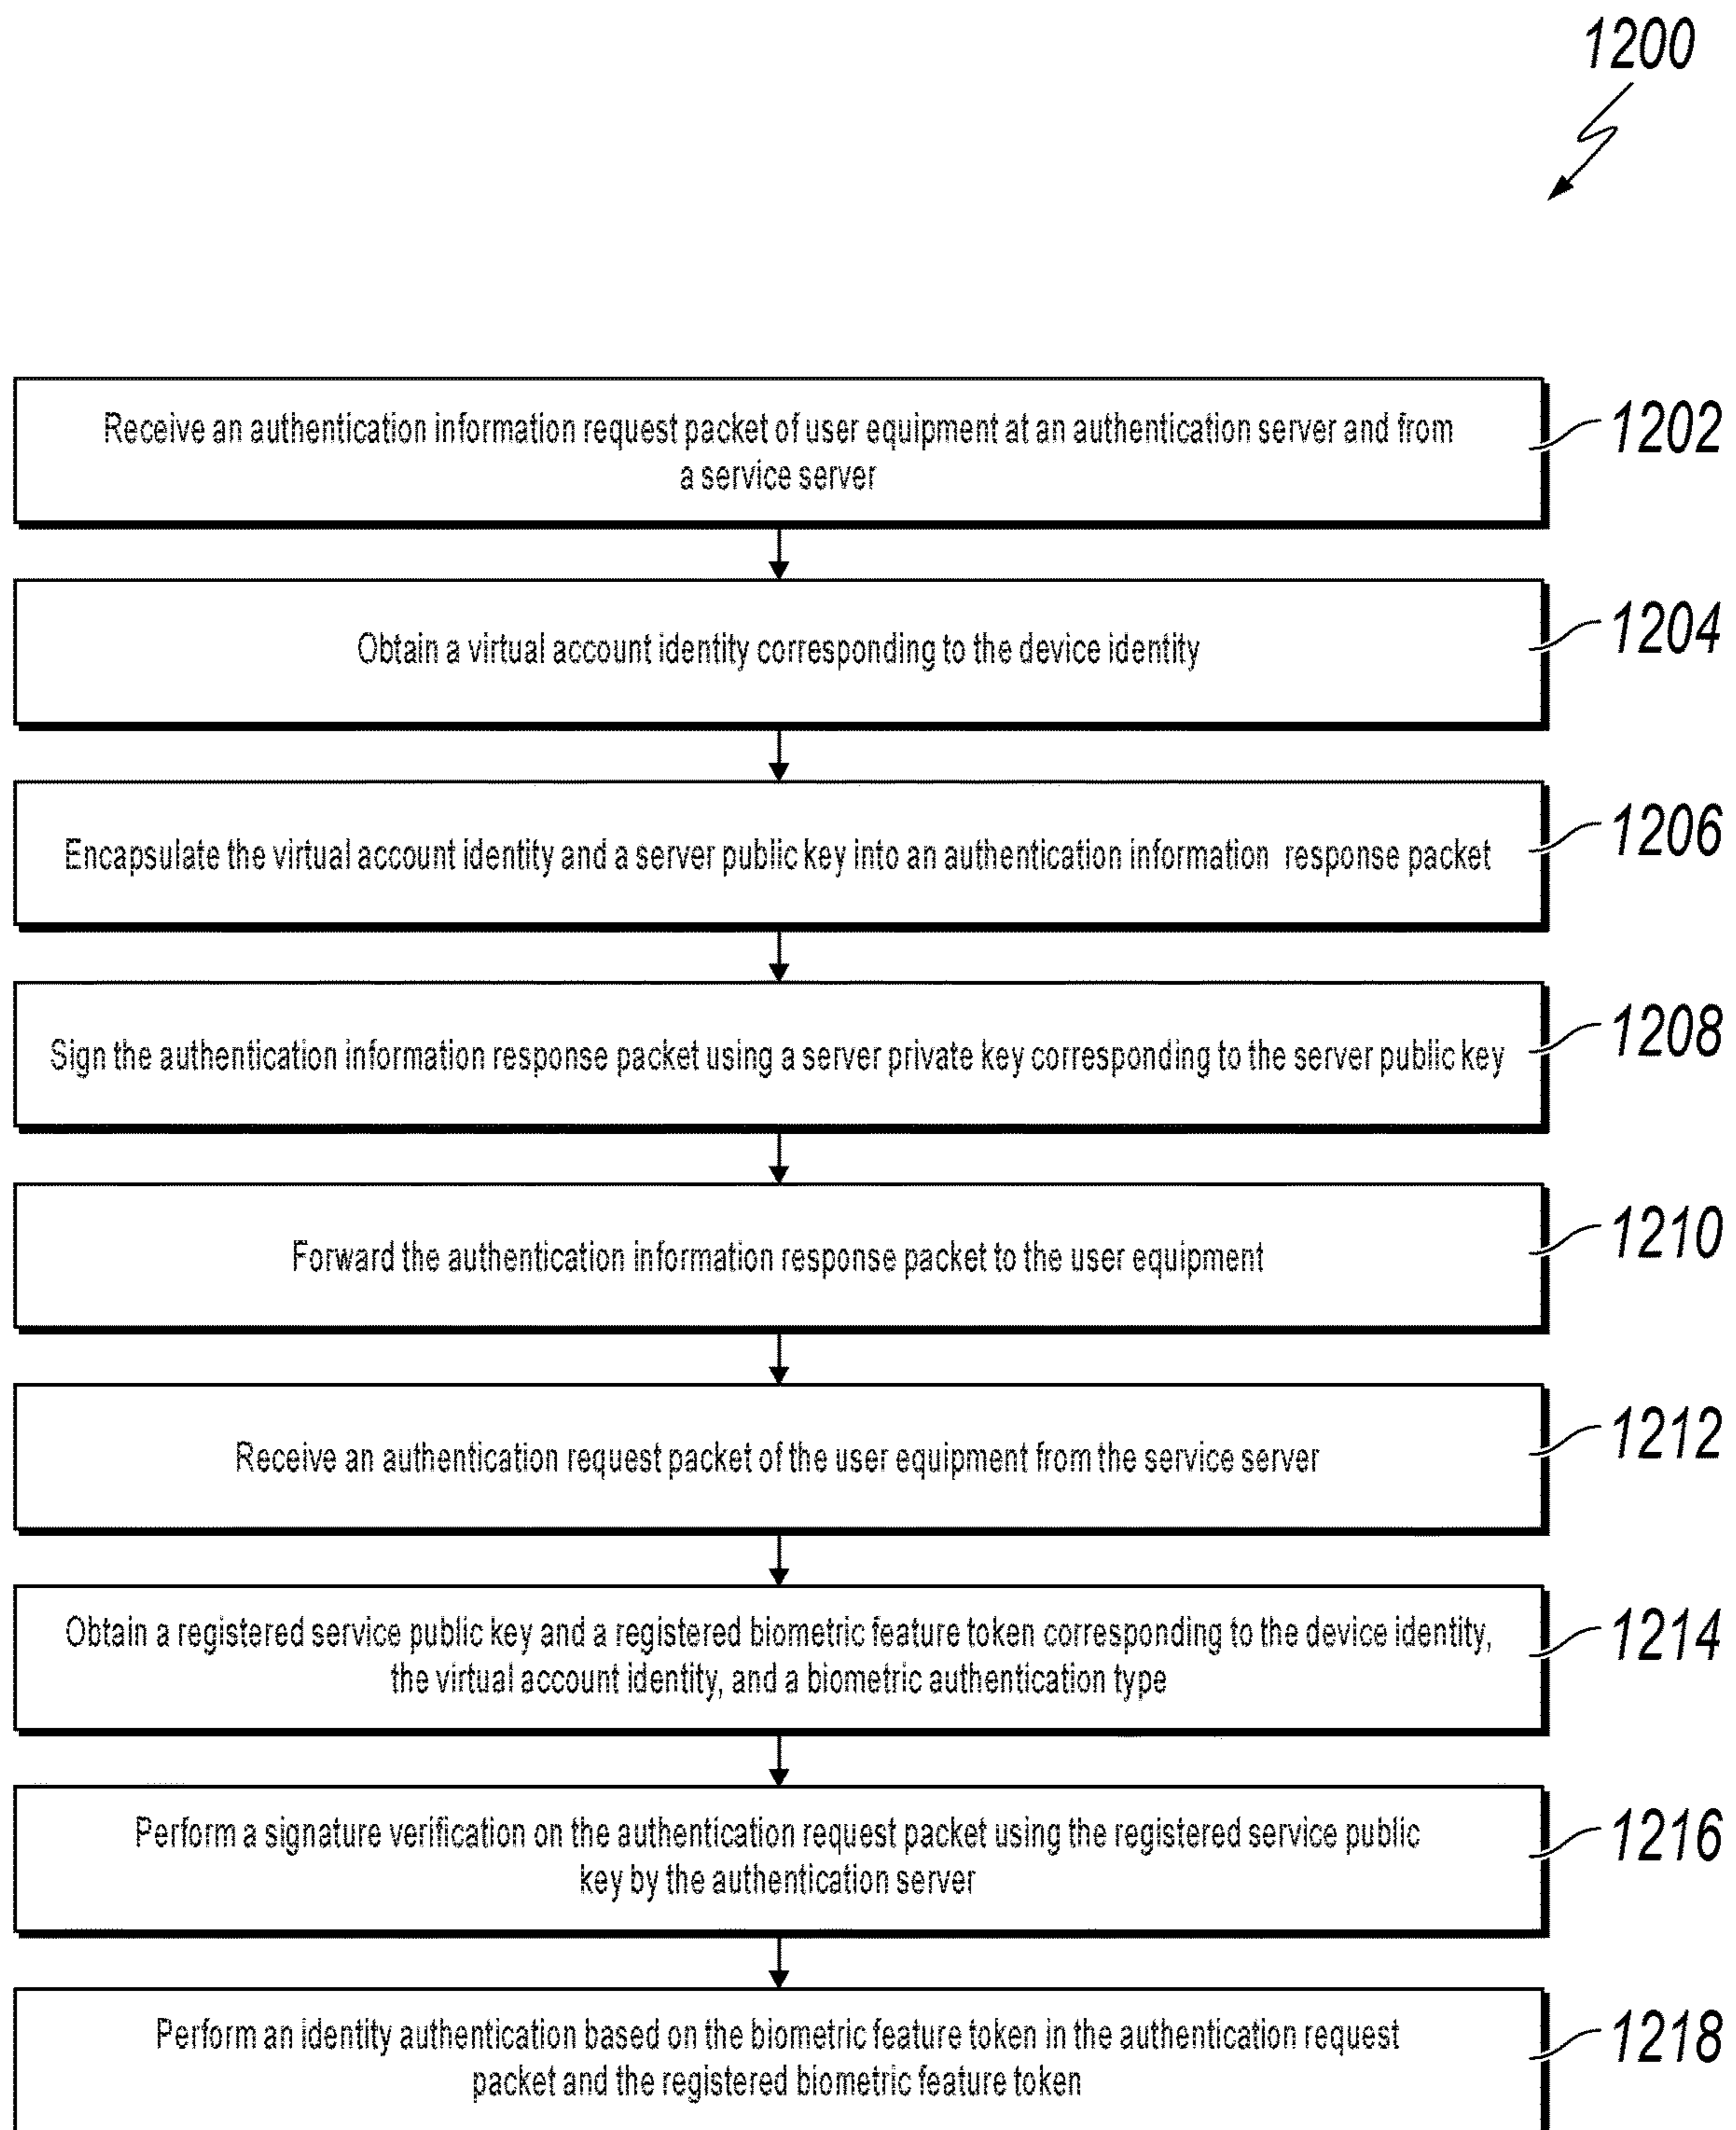 1200
Receive an authentication information request packet of user equipment at an authentication server and from
a service server
1202
Obtain a virtual account identity corresponding to the device identity
1204
Encapsulate the virtual account identity and a server public key into an authentication information response packet
1206
Sign the authentication information response packet using a server private key corresponding to the server public key
1208
Forward the authentication information response packet to the user equipment
1210
Receive an authentication request packet of the user equipment from the service server
1212
Obtain a registered service public key and a registered biometric feature token corresponding to the device identity,
the virtual account identity, and a biometric authentication type
1214
Perform a signature verification on the authentication request packet using the registered service public
key by the authentication server
1216
Perform an identity authentication based on the biometric feature token in the authentication request
packet and the registered biometric feature token
1218